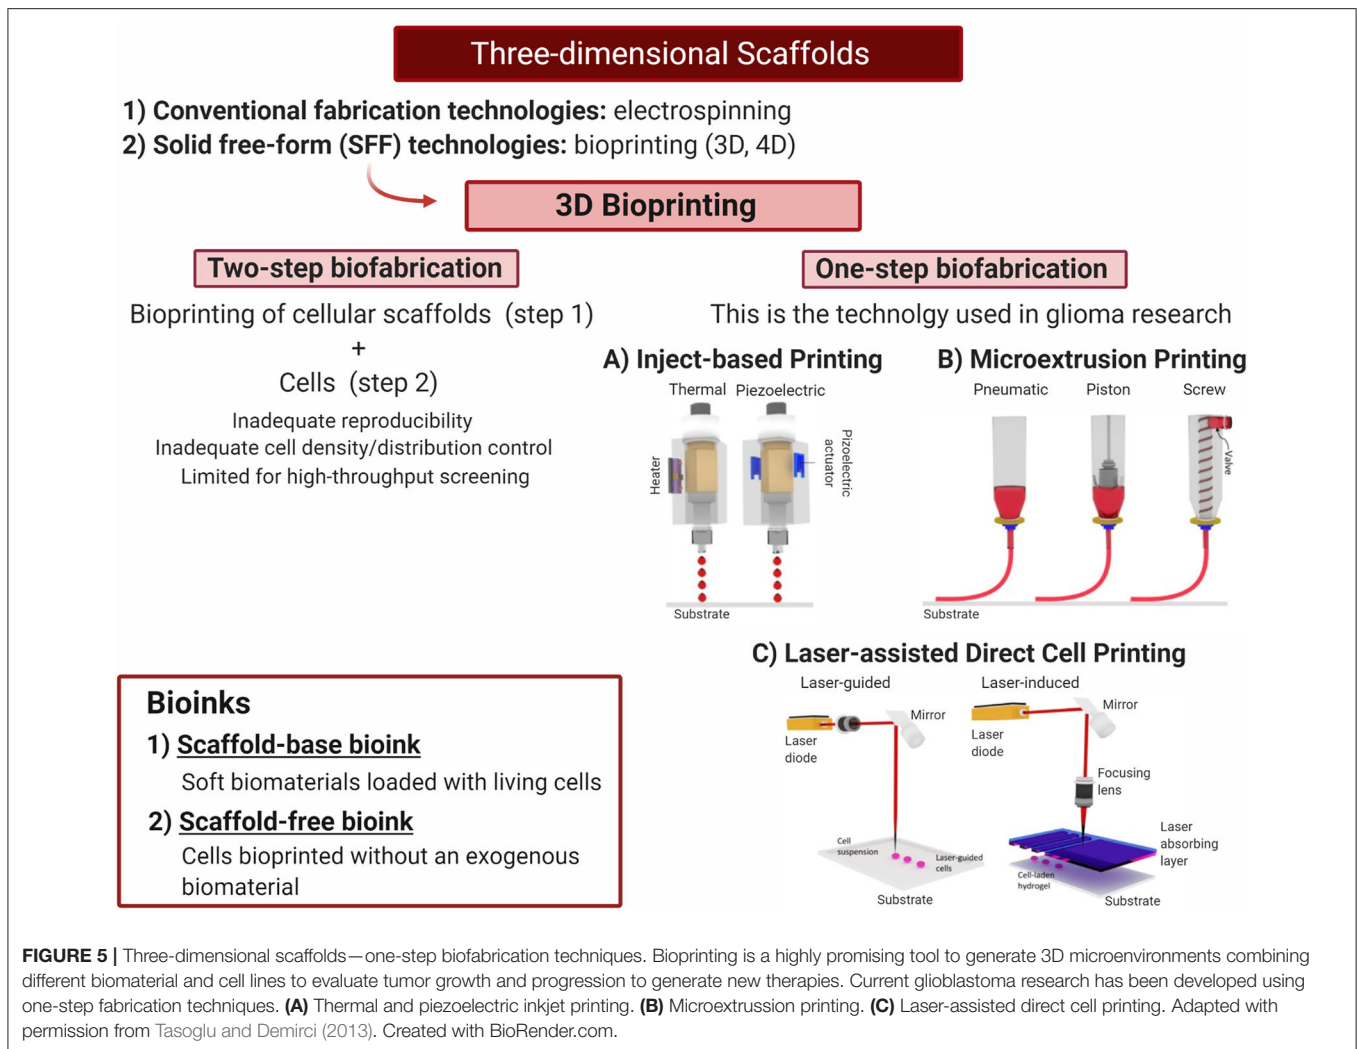 Three-dimensional Scaffolds
1) Conventional fabrication technologies: electrospinning
2) Solid free-form (SFF) technologies: bioprinting (3D, 4D)
3D Bioprinting
Two-step biofabrication
Bioprinting of cellular scaffolds (step 1)
+
Cells (step 2)
Inadequate reproducibility
Inadequate cell density/distribution control
Limited for high-throughput screening
One-step biofabrication
This is the technolgy used in glioma research
A) Inject-based Printing
Thermal
Piezoelectric
Heater
Pizoelectric
actuator
Substrate
B) Microextrusion Printing
Pneumatic
Piston
Screw
Valve
Substrate
C) Laser-assisted Direct Cell Printing
Laser-guided
Mirror
Laser
diode
Cell
suspension
Laser-guided
cells
Substrate
Laser-induced
Mirror
Laser
diode
Focusing
lens
Laser
absorbing
layer
Cell-laden
hydrogel
Substrate
Bioinks
1) Scaffold-base bioink
Soft biomaterials loaded with living cells
2) Scaffold-free bioink
Cells bioprinted without an exogenous
biomaterial
FIGURE 5 | Three-dimensional scaffolds—one-step biofabrication techniques. Bioprinting is a highly promising tool to generate 3D microenvironments combining
different biomaterial and cell lines to evaluate tumor growth and progression to generate new therapies. Current glioblastoma research has been developed using
one-step fabrication techniques. (A) Thermal and piezoelectric inkjet printing. (B) Microextrussion printing. (C) Laser-assisted direct cell printing. Adapted with
permission from Tasoglu and Demirci (2013). Created with BioRender.com.